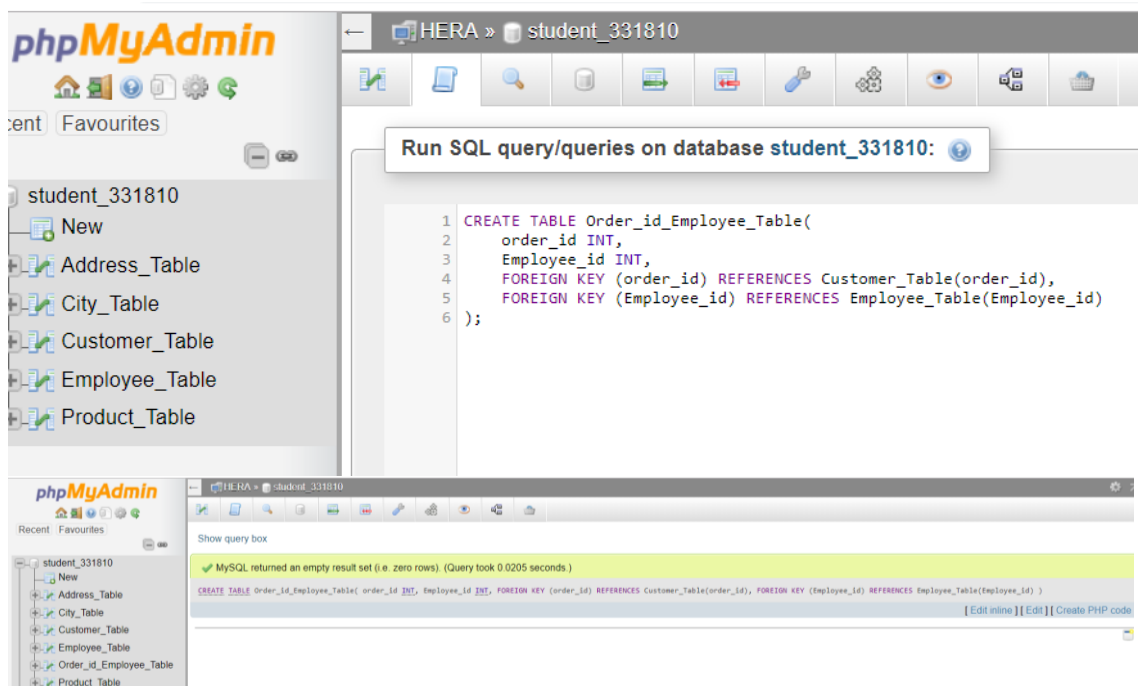 phpMyAdmin
Favourites
student_331810
New
Address_Table
City_Table
Customer_Table
Employee_Table
Product_Table
HERA » student_331810
Run SQL query/queries on database student_331810:
1 CREATE TABLE Order_id_Employee_Table(
2 order_id INT,
3 Employee_id INT,
4 FOREIGN KEY (order_id) REFERENCES Customer_Table(order_id),
5 FOREIGN KEY (Employee_id) REFERENCES Employee_Table(Employee_id)
6 );
phpMyAdmin
Recent Favourites
student_331810
New
Address_Table
City_Table
Customer_Table
Employee_Table
Order_id_Employee_Table
Product_Table
HERA » student_331810
Show query box
MySQL returned an empty result set (i.e. zero rows). (Query took 0.0205 seconds.)
CREATE TABLE Order_id_Employee_Table( order_id INT, Employee_id INT, FOREIGN KEY (order_id) REFERENCES Customer_Table(order_id), FOREIGN KEY (Employee_id) REFERENCES Employee_Table(Employee_id) )
[ Edit inline ] [ Edit ] [ Create PHP code